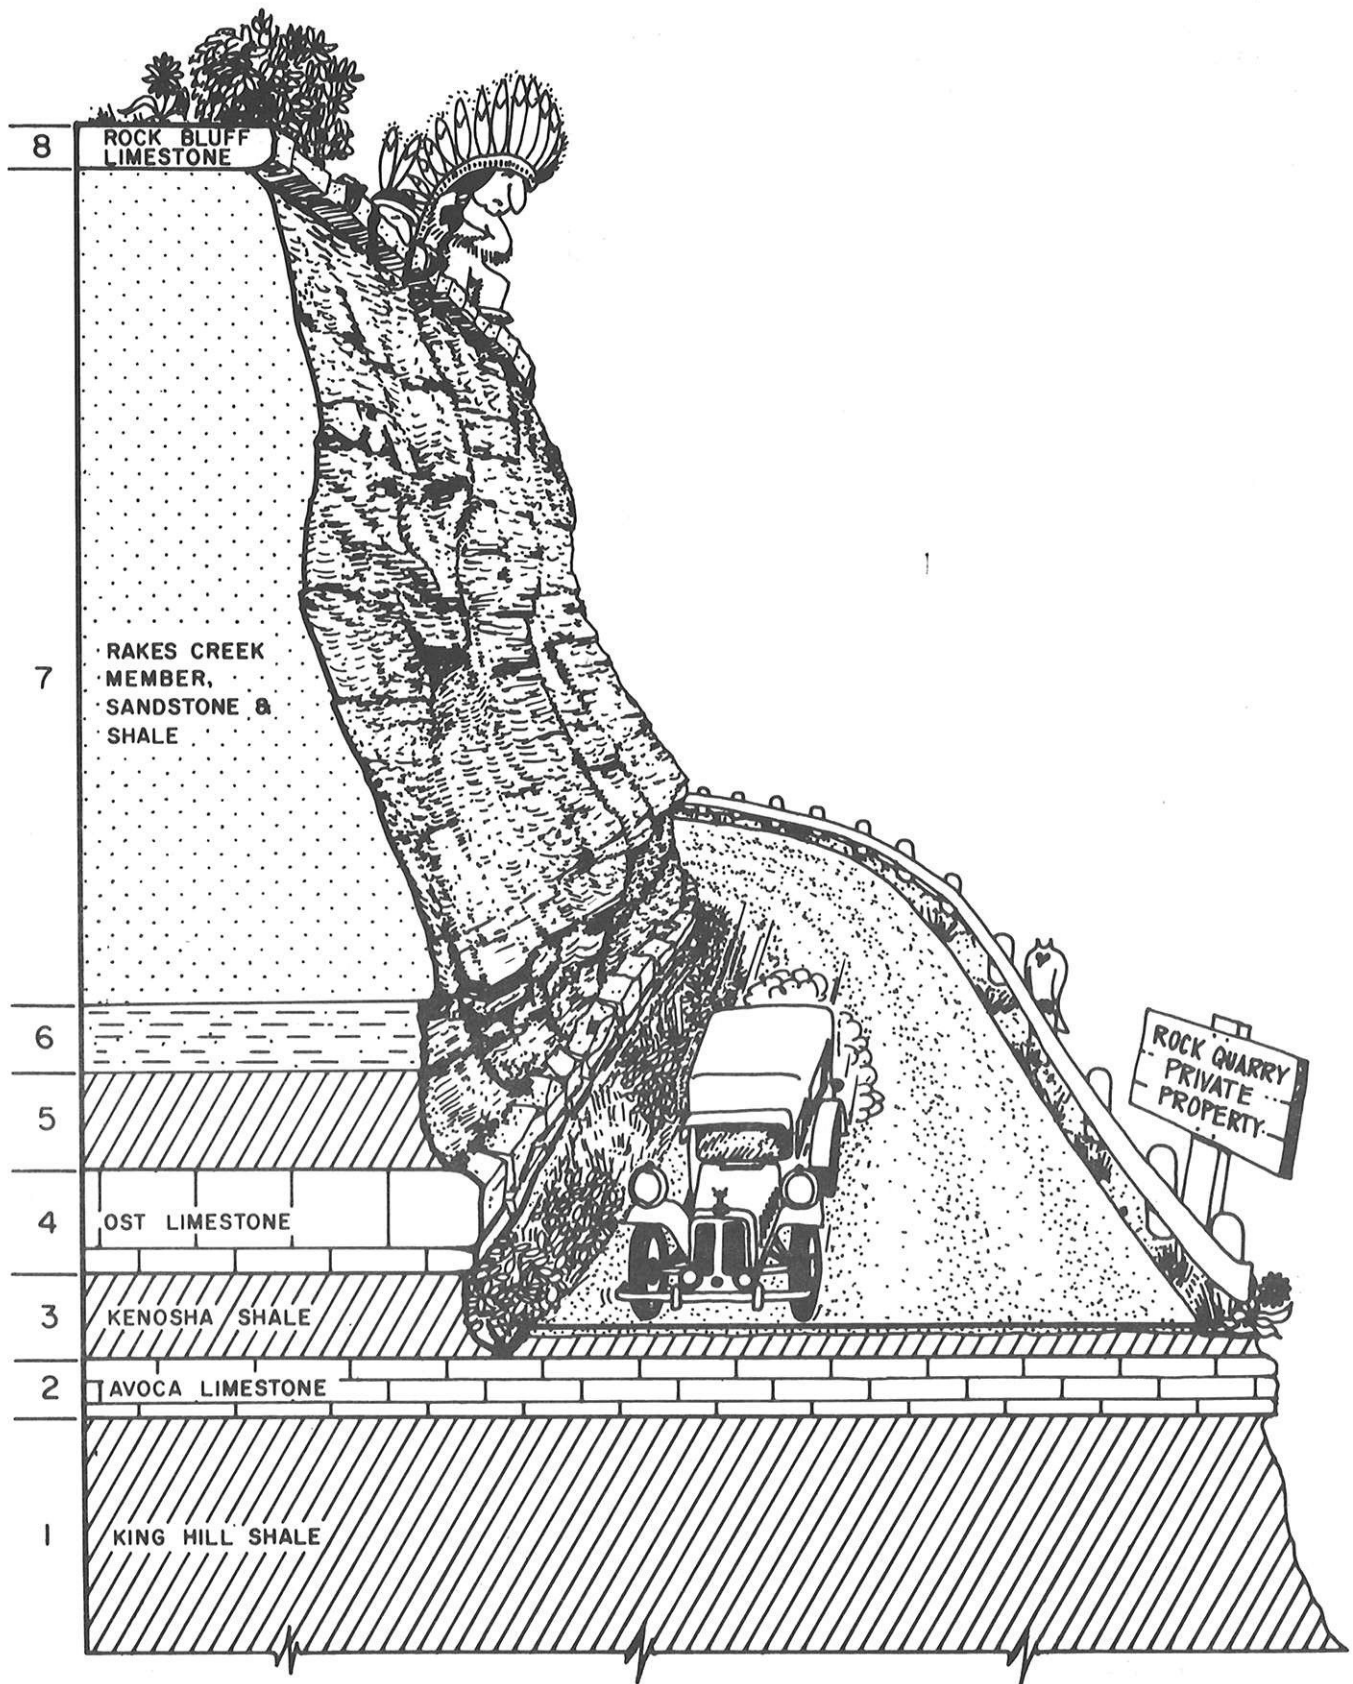 8
ROCK BLUFF
LIMESTONE
7
RAKES CREEK
MEMBER,
SANDSTONE &
SHALE
6
5
4
OST LIMESTONE
3
KENOSHA SHALE
2
AVOCA LIMESTONE
1
KING HILL SHALE
ROCK QUARRY
PRIVATE
PROPERTY